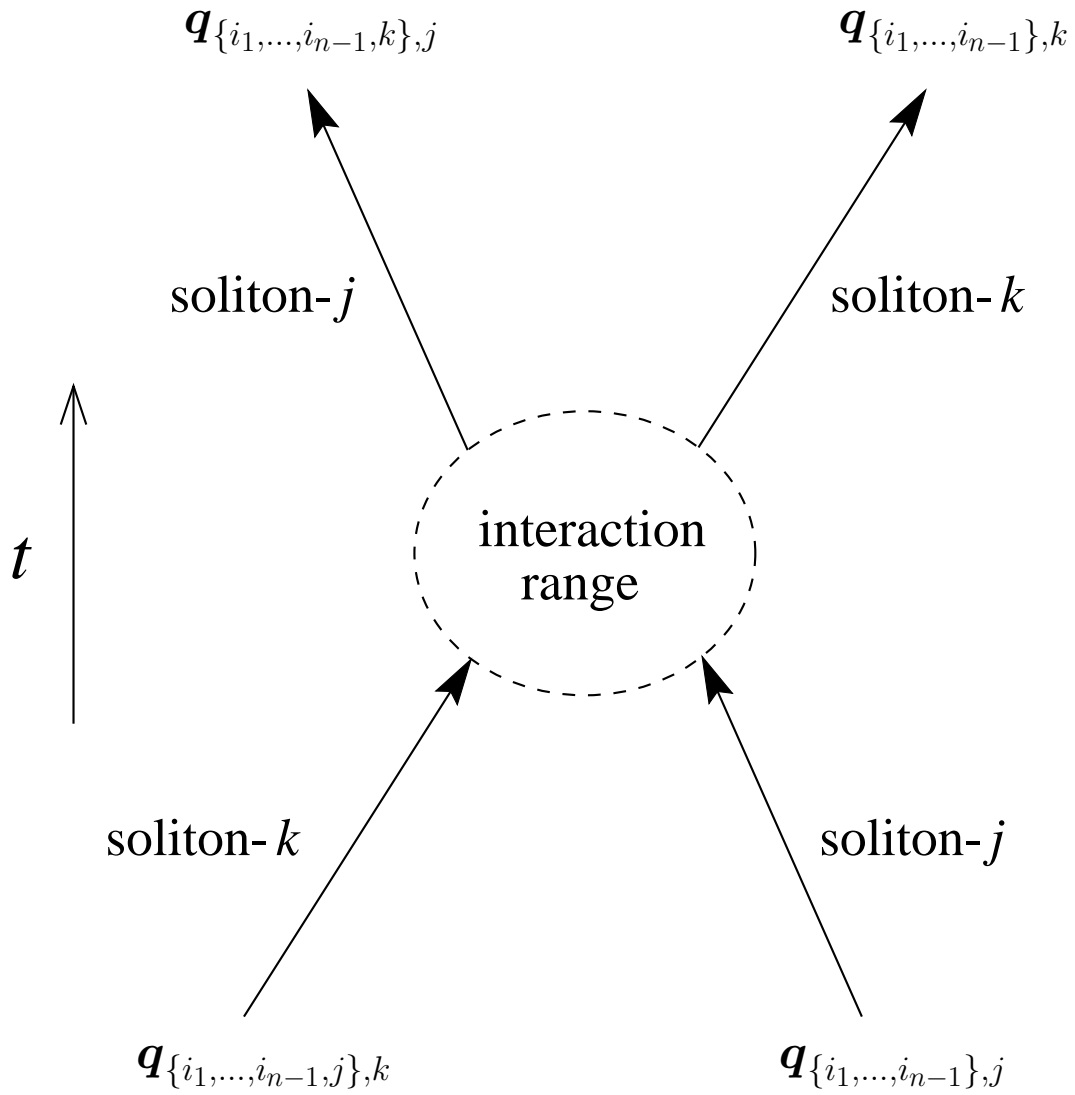 q_{\{i_1,...,i_{n-1},k\},j}
q_{\{i_1,...,i_{n-1}\},k}
soliton-j
soliton-k
t
interaction
range
soliton-k
soliton-j
q_{\{i_1,...,i_{n-1},j\},k}
q_{\{i_1,...,i_{n-1}\},j}